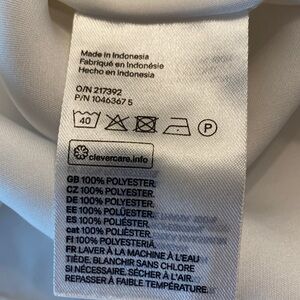 Made in Indonesia
Fabriqué en Indonésie
Hecho en Indonesia
O/N 217392
P/N 1046367 5
40 P
clevercare.info
GB 100% POLYESTER.
CZ 100% POLYESTER.
DE 100% POLYESTER.
EE 100% POLÜESTER.
ES 100% POLIÉSTER.
cat 100% POLIÈSTER.
FI 100% POLYESTERIÄ.
FR LAVER À LA MACHINE À L'EAU
TIÈDE. BLANCHIR SANS CHLORE
SI NÉCESSAIRE. SÉCHER À L'AIR.
REPASSER À FAIBLE TEMPÉRATURE.